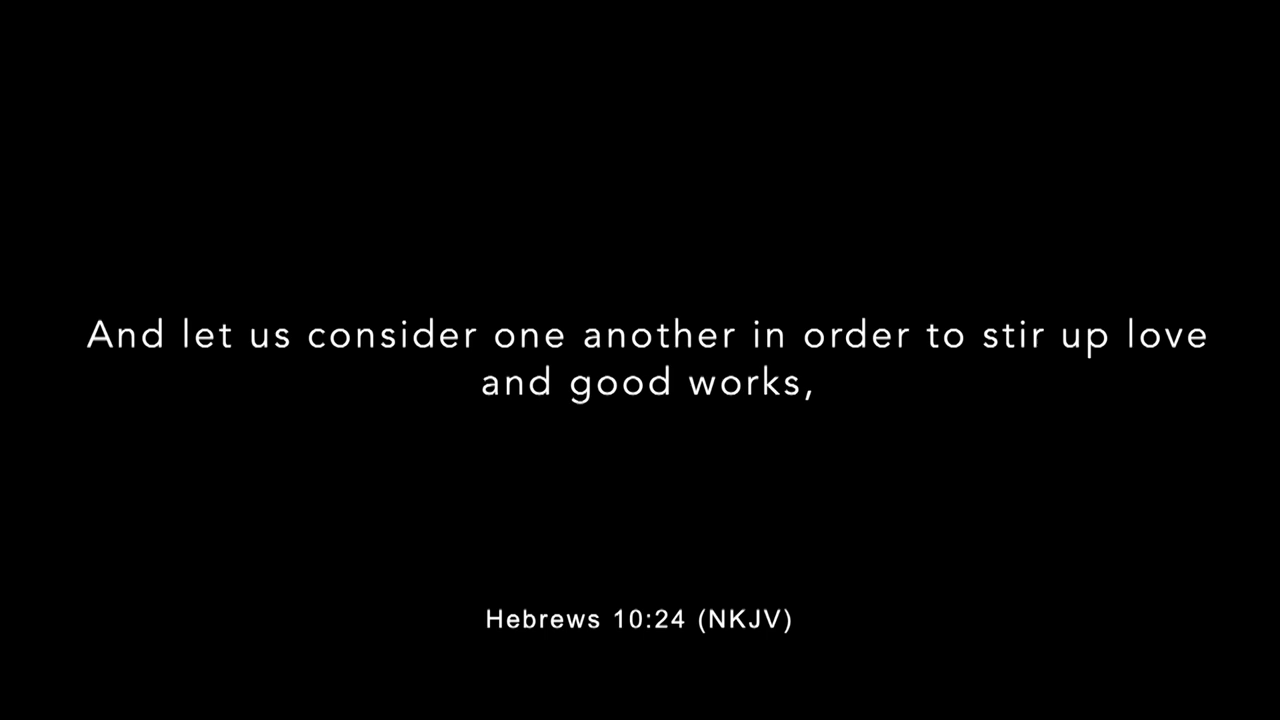 And let us consider one another in order to stir up love
and good works,
Hebrews 10:24 (NKJV)